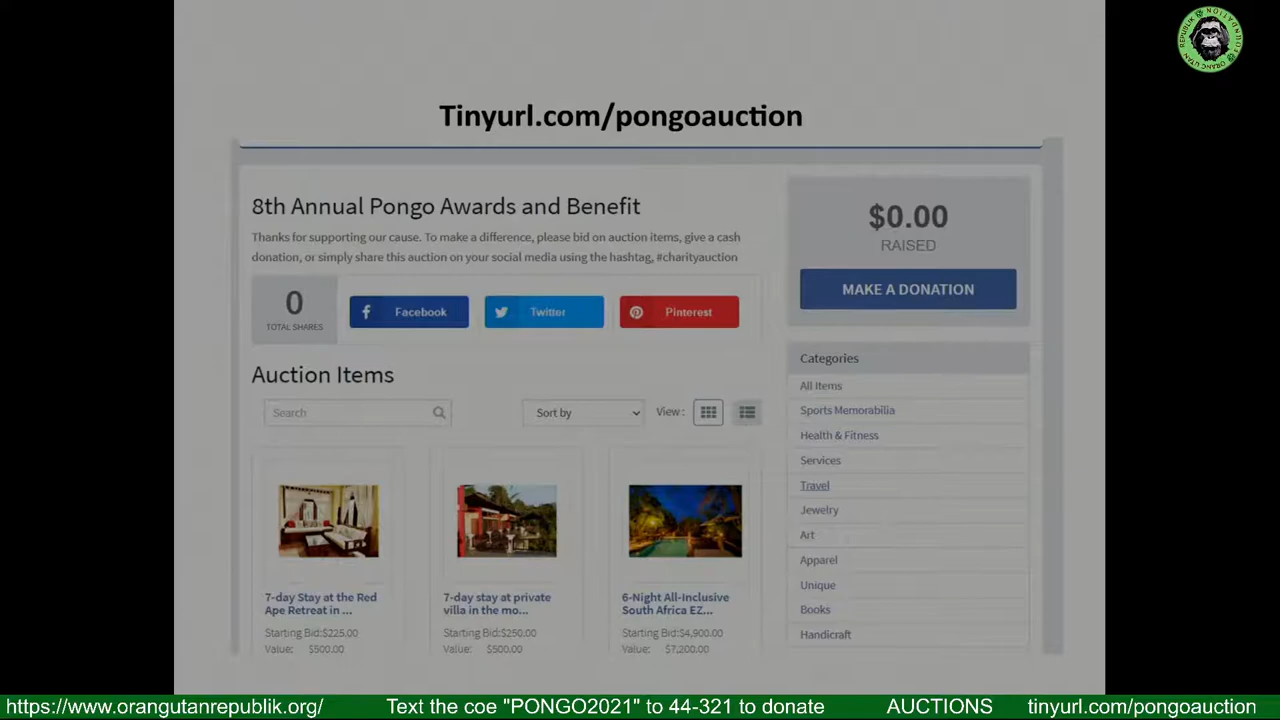 REPUBLIK ORANG UTAN FOUNDATION
Tinyurl.com/pongoauction
8th Annual Pongo Awards and Benefit
Thanks for supporting our cause. To make a difference, please bid on auction items, give a cash
donation, or simply share this auction on your social media using the hashtag, #charityauction
$0.00
RAISED
MAKE A DONATION
0
TOTAL SHARES
Facebook
Twitter
Pinterest
Auction Items
Search
Sort by
View :
7-day Stay at the Red
Ape Retreat in ...
Starting Bid:$225.00
Value: $500.00
7-day stay at private
villa in the mo...
Starting Bid:$250.00
Value: $500.00
6-Night All-Inclusive
South Africa EZ...
Starting Bid:$4,900.00
Value: $7,200.00
Categories
All Items
Sports Memorabilia
Health & Fitness
Services
Travel
Jewelry
Art
Apparel
Unique
Books
Handicraft
https://www.orangutanrepublik.org/ Text the coe "PONGO2021" to 44-321 to donate AUCTIONS tinyurl.com/pongoauction